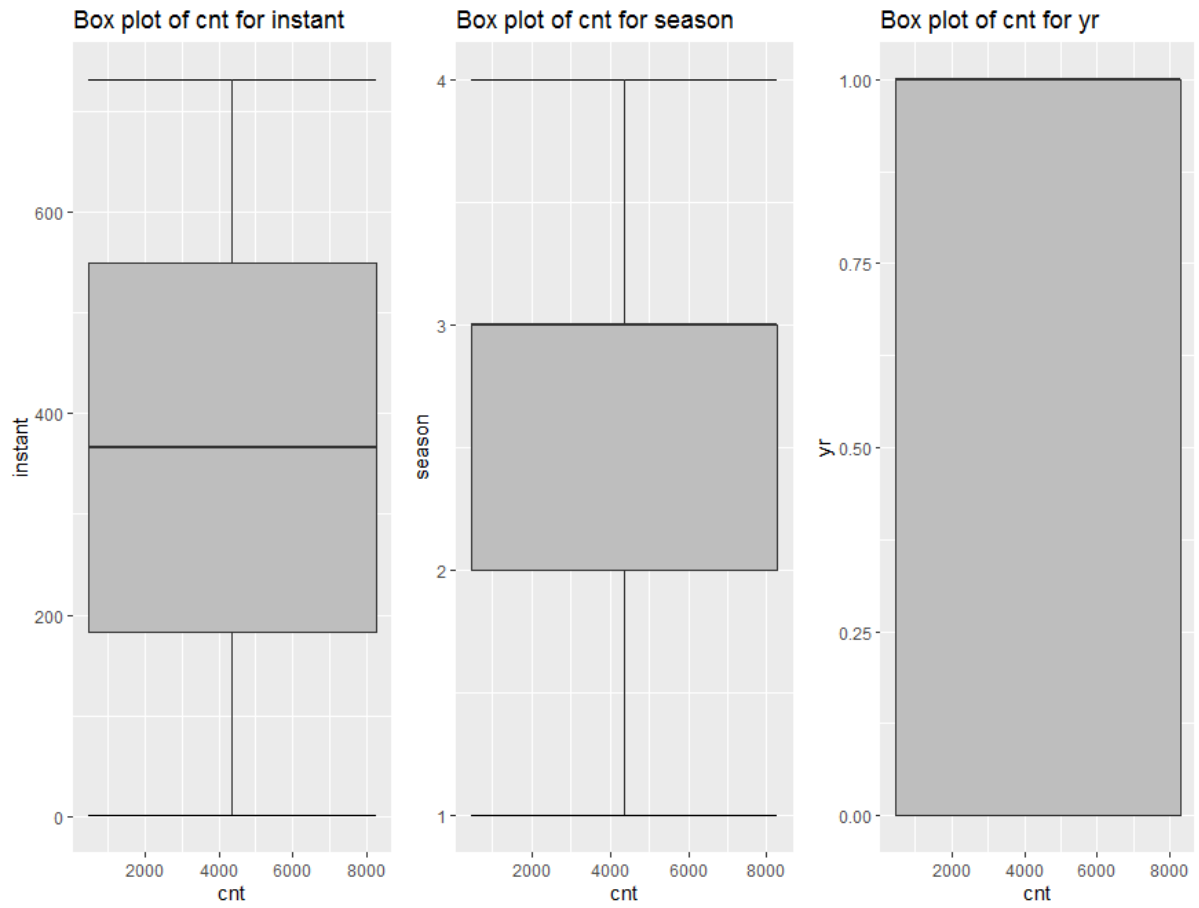 Box plot of cnt for instant
600
400
200
0
instant
2000 4000 6000 8000
cnt
Box plot of cnt for season
4
3
2
1
season
2000 4000 6000 8000
cnt
Box plot of cnt for yr
1.00
0.75
0.50
0.25
0.00
yr
2000 4000 6000 8000
cnt